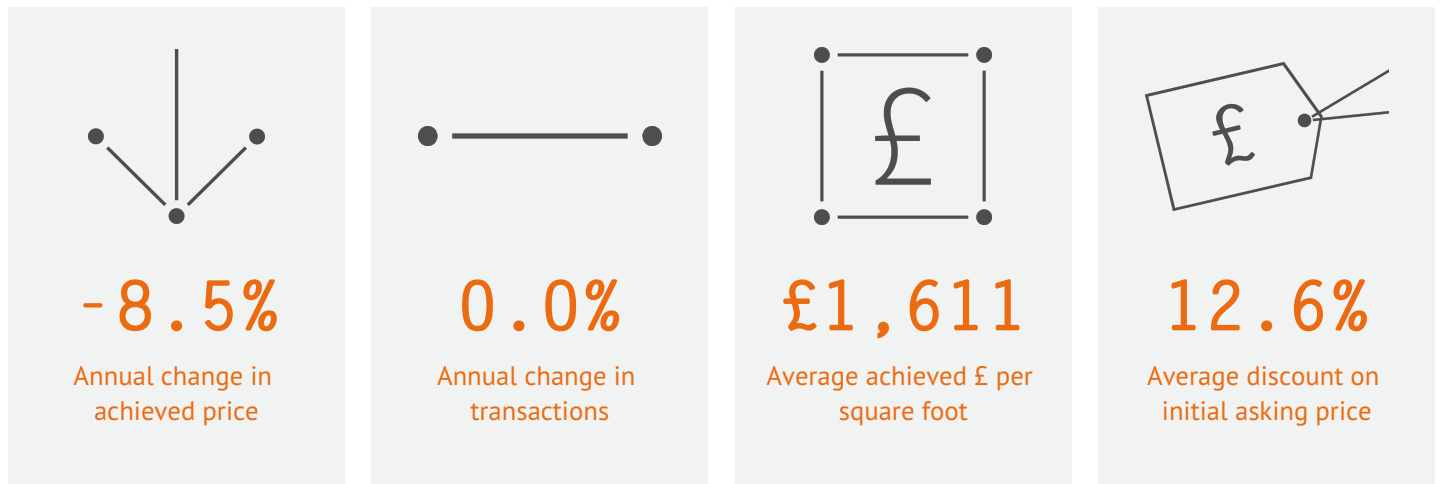 £
£
-8.5%
Annual change in
achieved price
0.0%
Annual change in
transactions
£1,611
Average achieved £ per
square foot
12.6%
Average discount on
initial asking price